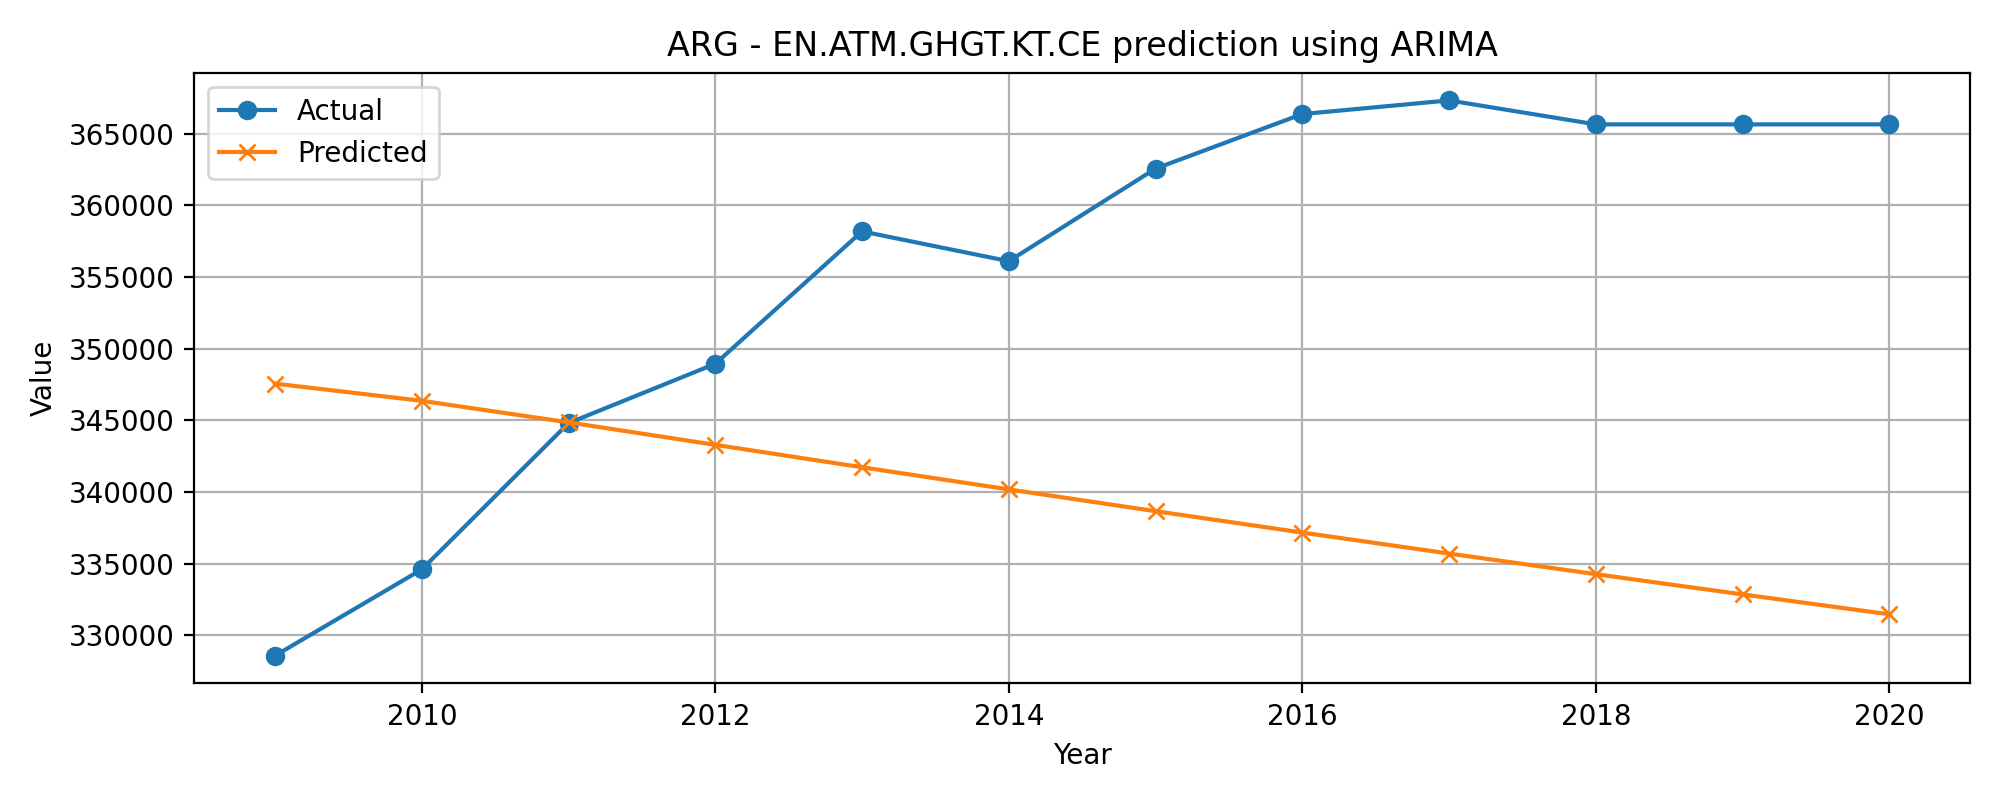 ARG - EN.ATM.GHGT.KT.CE prediction using ARIMA
Actual
Predicted
365000
360000
355000
350000
345000
340000
335000
330000
Value
2010 2012 2014 2016 2018 2020
Year